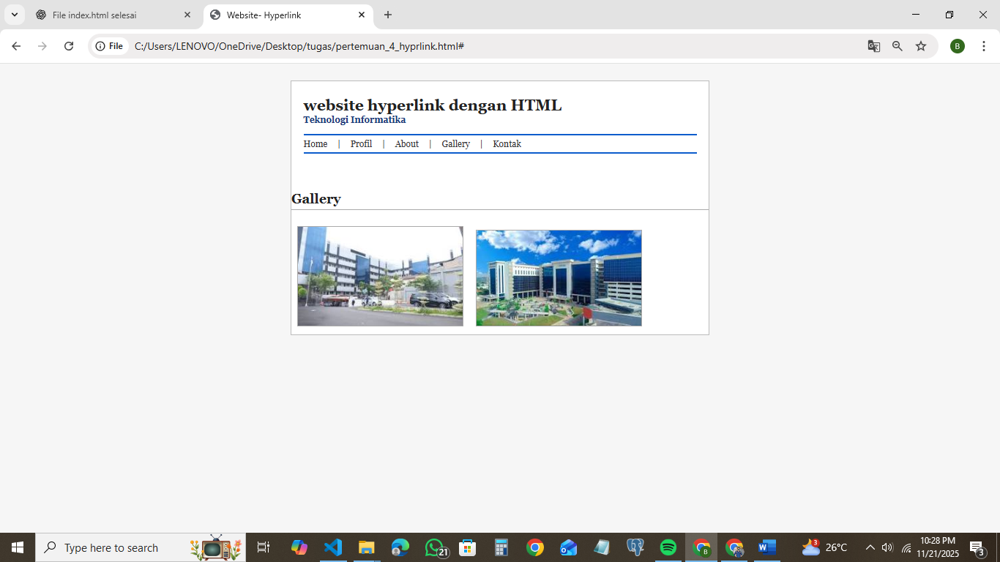 File index.html selesai
Website- Hyperlink
File C:/Users/LENOVO/OneDrive/Desktop/tugas/pertemuan_4_hyprlink.html#
B
website hyperlink dengan HTML
Teknologi Informatika
Home | Profil | About | Gallery | Kontak
Gallery
Type here to search
21
B
3
26°C
10:28 PM
11/21/2025
3